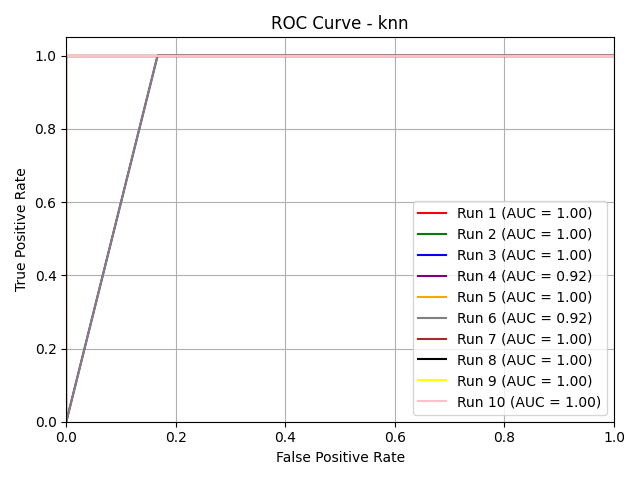 ROC Curve - knn
True Positive Rate
1.0
0.8
0.6
0.4
0.2
0.0
0.0 0.2 0.4 0.6 0.8 1.0
False Positive Rate
Run 1 (AUC = 1.00)
Run 2 (AUC = 1.00)
Run 3 (AUC = 1.00)
Run 4 (AUC = 0.92)
Run 5 (AUC = 1.00)
Run 6 (AUC = 0.92)
Run 7 (AUC = 1.00)
Run 8 (AUC = 1.00)
Run 9 (AUC = 1.00)
Run 10 (AUC = 1.00)